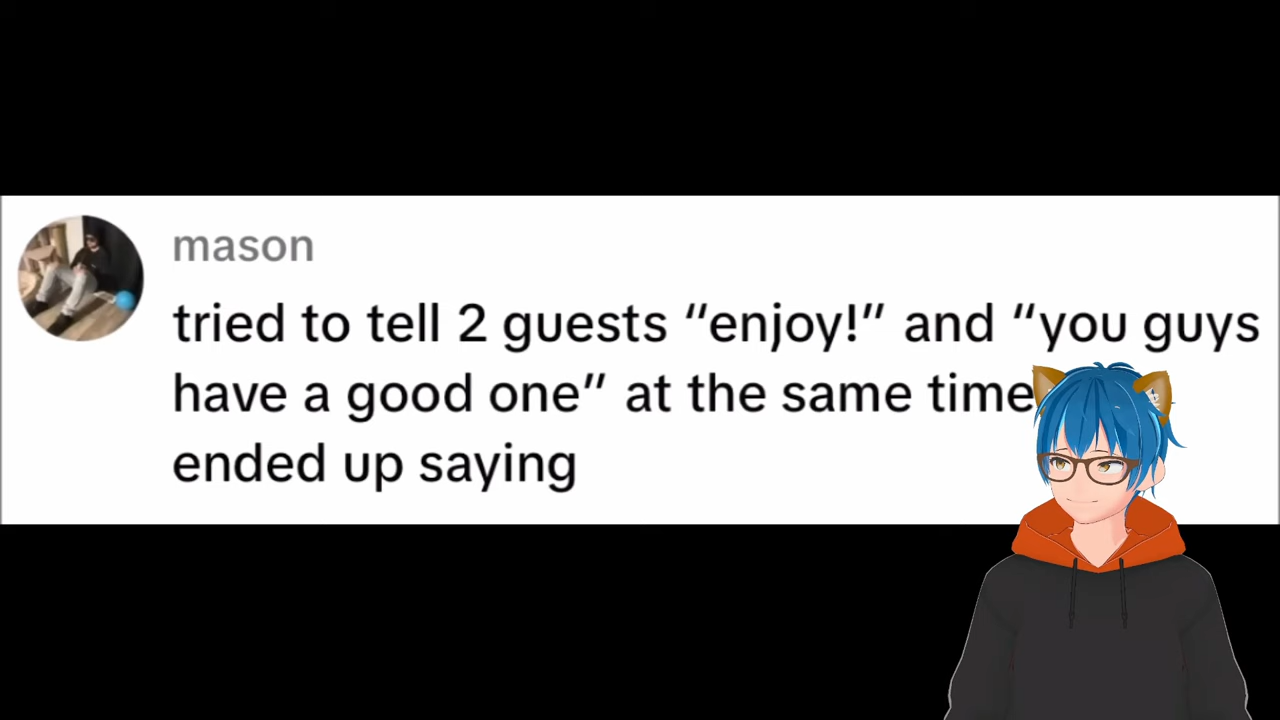 mason
tried to tell 2 guests “enjoy!” and “you guys
have a good one” at the same time
ended up saying